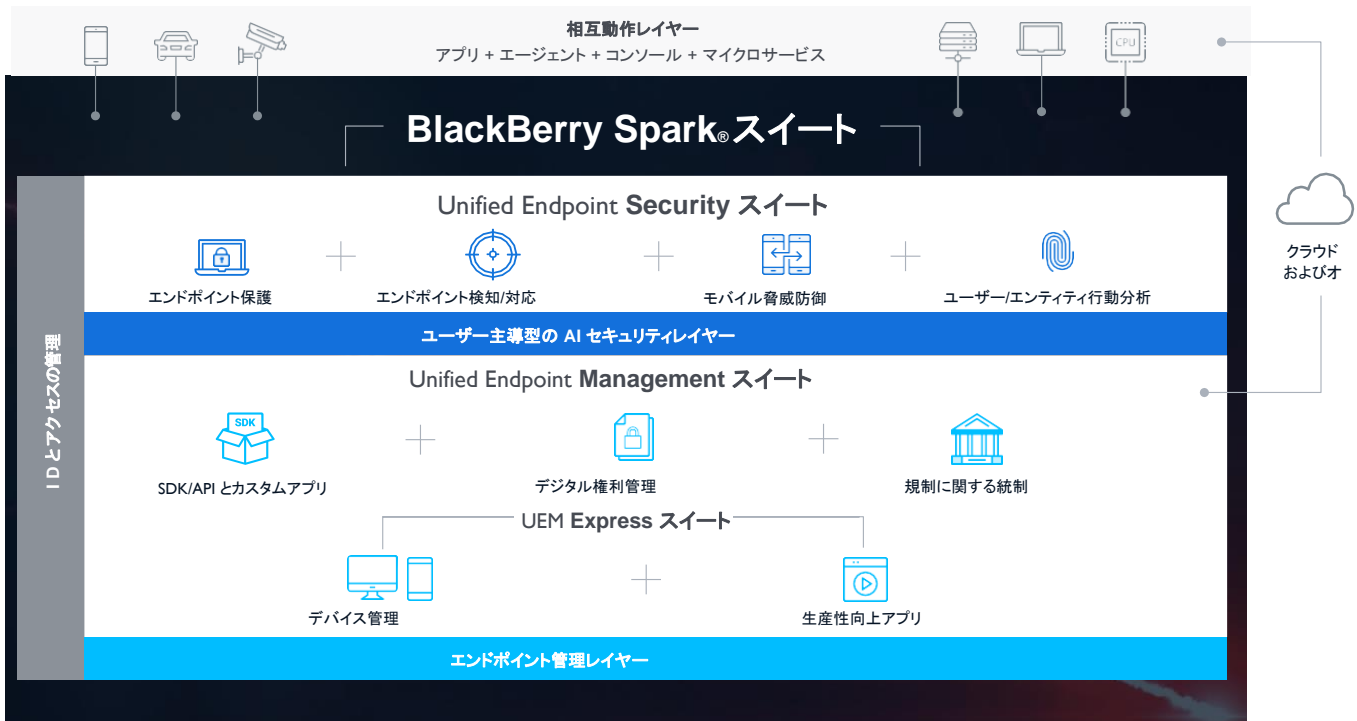 相互動作レイヤー
アプリ + エージェント + コンソール + マイクロサービス
CPU
BlackBerry Spark® スイート
クラウド
およびオ
IDとアクセスの管理
Unified Endpoint Security スイート
エンドポイント保護
エンドポイント検知/対応
モバイル脅威防御
ユーザー/エンティティ行動分析
ユーザー主導型の AI セキュリティレイヤー
Unified Endpoint Management スイート
SDK
SDK/API とカスタムアプリ
デジタル権利管理
規制に関する統制
UEM Express スイート
デバイス管理
生産性向上アプリ
エンドポイント管理レイヤー